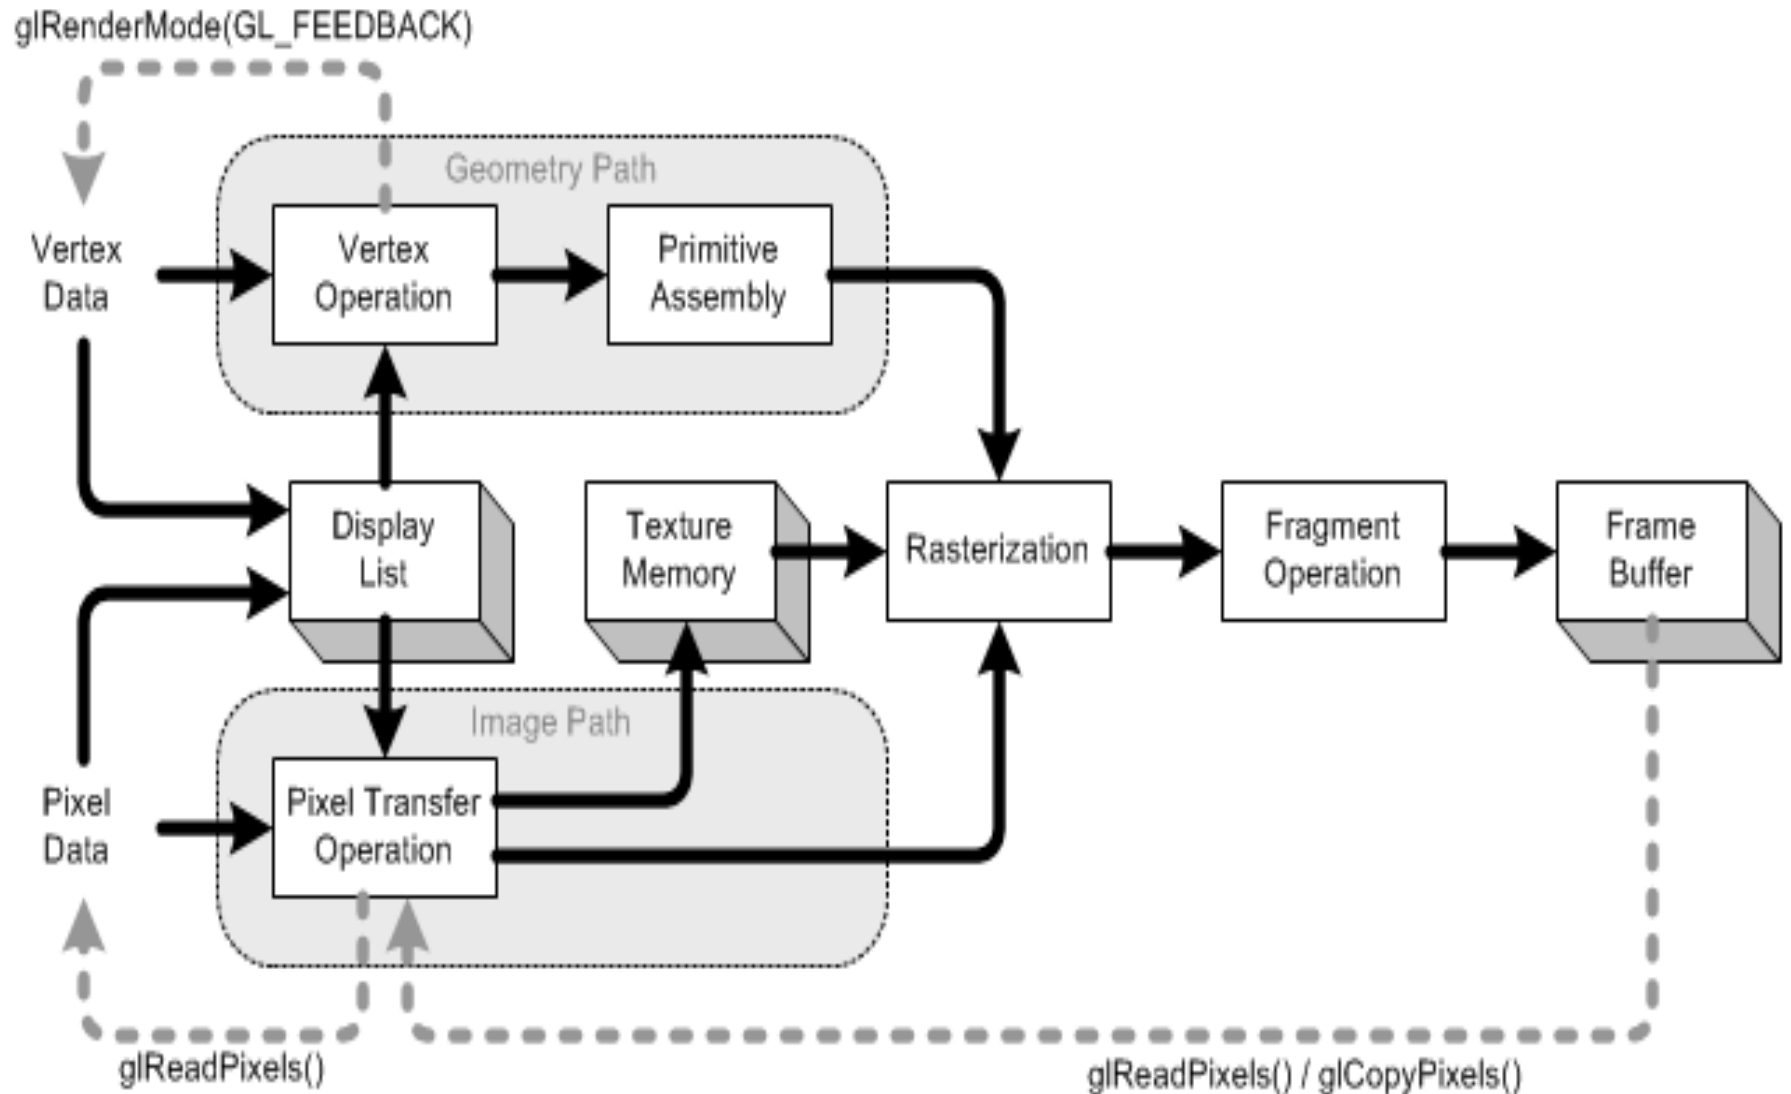 glRenderMode(GL_FEEDBACK)
Geometry Path
Vertex
Data
Vertex
Operation
Primitive
Assembly
Display
List
Texture
Memory
Rasterization
Fragment
Operation
Frame
Buffer
Image Path
Pixel
Data
Pixel Transfer
Operation
glReadPixels()
glReadPixels() / glCopyPixels()